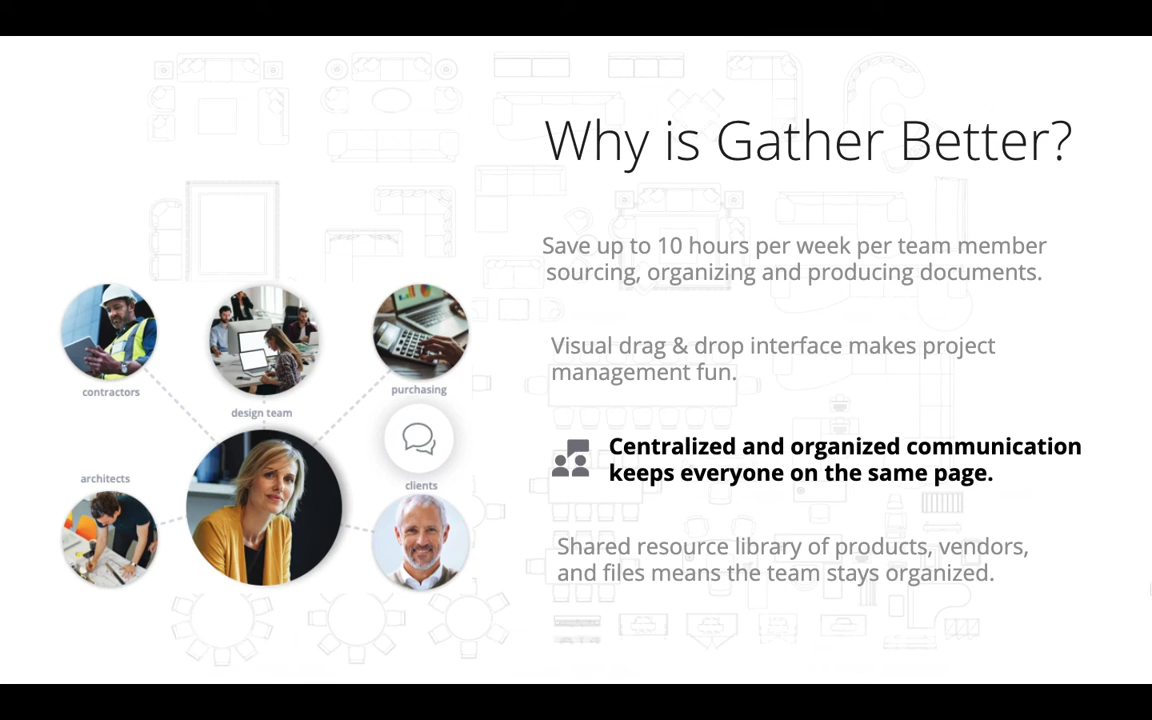 Why is Gather Better?
Save up to 10 hours per week per team member
sourcing, organizing and producing documents.
Visual drag & drop interface makes project
management fun.
Centralized and organized communication
keeps everyone on the same page.
Shared resource library of products, vendors,
and files means the team stays organized.
contractors
design team
purchasing
architects
clients